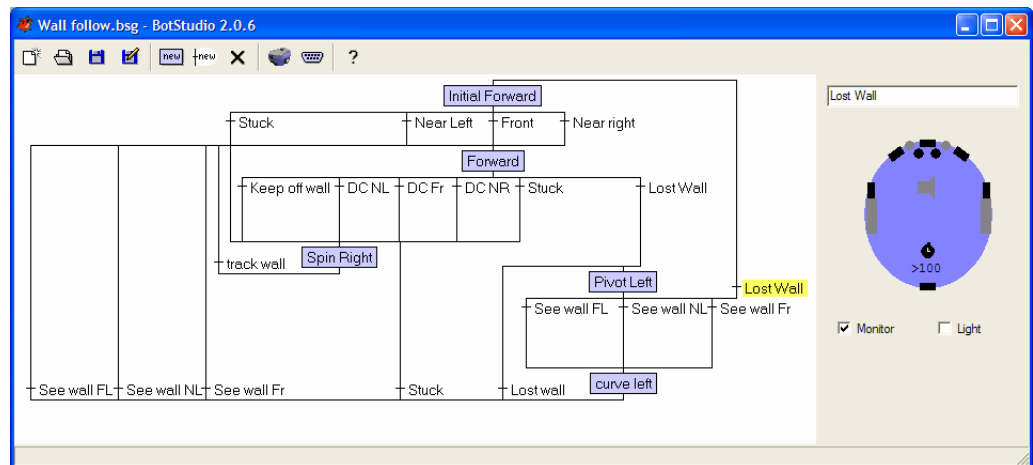 Wall follow.bsg - BotStudio 2.0.6
new new ?
Initial Forward
Lost Wall
Stuck Near Left Front Near right
Forward
Keep off wall DC NL DC Fr DC NR Stuck Lost Wall
track wall Spin Right
Pivot Left
Lost Wall
See wall FL See wall NL See wall Fr
>100
Monitor Light
See wall FL See wall NL See wall Fr Stuck Lost wall curve left